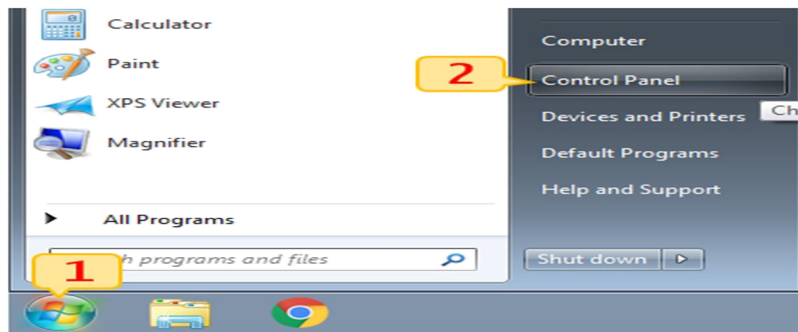 Calculator
Paint
XPS Viewer
Magnifier
All Programs
programs and files
1
Computer
2
Control Panel
Devices and Printers
Ch
Default Programs
Help and Support
Shut down